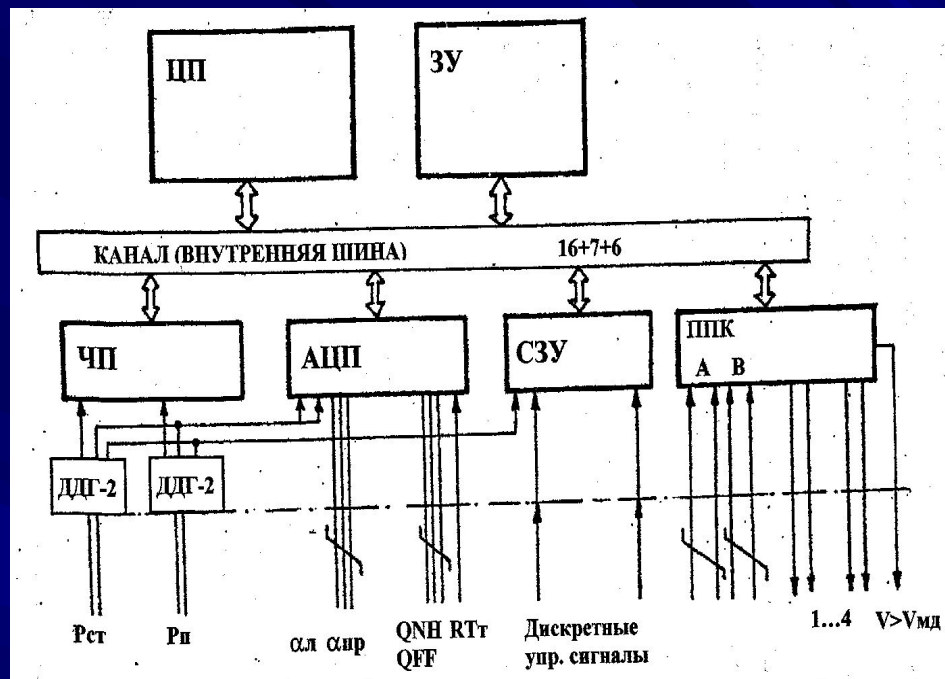 ЦП
ЗУ
КАНАЛ (ВНУТРЕННЯЯ ШИНА) 16+7+6
ЧП
АЦП
СЗУ
ППК
А В
ДДГ-2
ДДГ-2
Рст
Рп
αл αпр
QNH RTт
QFF
Дискретные
упр. сигналы
1...4
V>Vмд